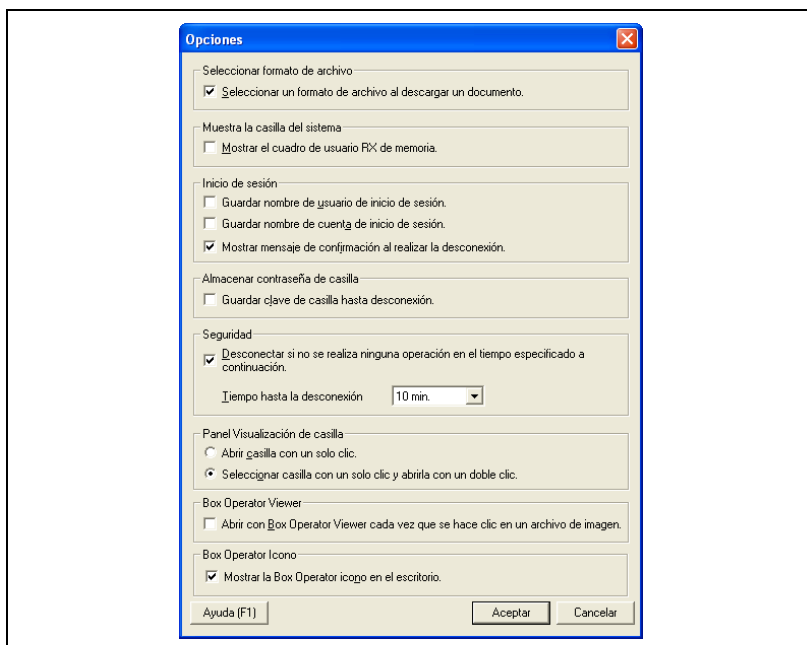 Opciones
Seleccionar formato de archivo
Seleccionar un formato de archivo al descargar un documento.
Muestra la casilla del sistema
Mostrar el cuadro de usuario RX de memoria.
Inicio de sesión
Guardar nombre de usuario de inicio de sesión.
Guardar nombre de cuenta de inicio de sesión.
Mostrar mensaje de confirmación al realizar la desconexión.
Almacenar contraseña de casilla
Guardar clave de casilla hasta desconexión.
Seguridad
Desconectar si no se realiza ninguna operación en el tiempo especificado a
continuación.
Tiempo hasta la desconexión 10 min.
Panel Visualización de casilla
Abrir casilla con un solo clic.
Seleccionar casilla con un solo clic y abrirla con un doble clic.
Box Operator Viewer
Abrir con Box Operator Viewer cada vez que se hace clic en un archivo de imagen.
Box Operator Icono
Mostrar la Box Operator icono en el escritorio.
Ayuda (F1) Aceptar Cancelar